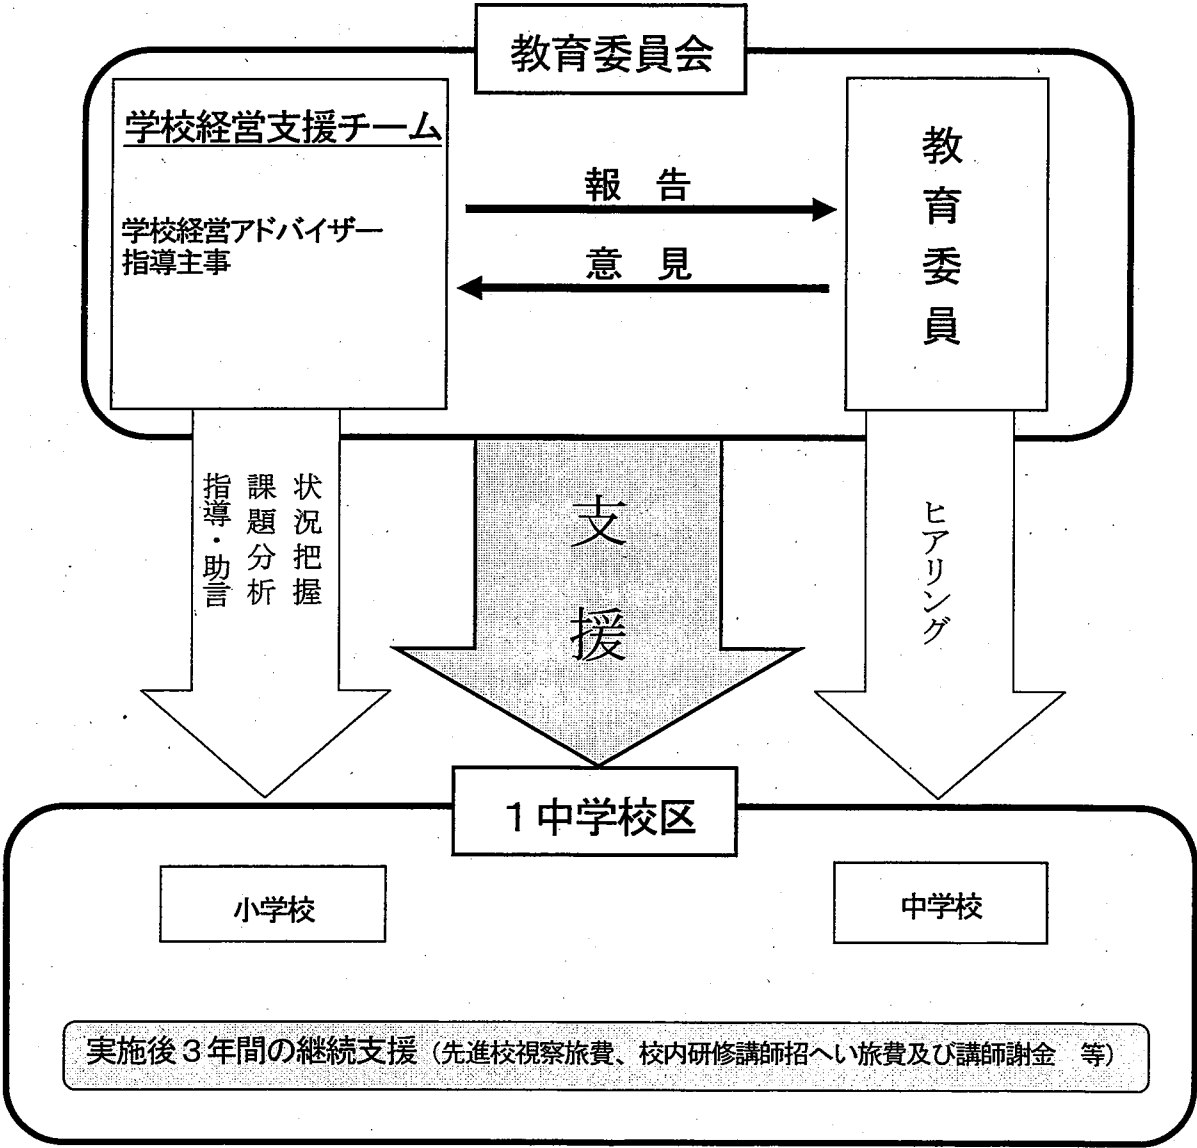 教育委員会
学校経営支援チーム
学校経営アドバイザー
指導主事
報　告
意　見
教育委員
状況把握
課題分析
指導・助言
支援
ヒアリング
1中学校区
小学校
中学校
実施後３年間の継続支援（先進校視察旅費、校内研修講師招へい旅費及び講師謝金　等）